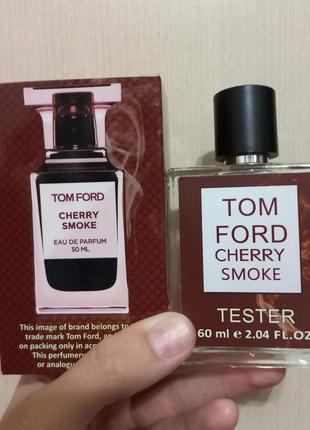 TOM FORD
CHERRY
SMOKE
EAU DE PARFUM
50 ML
This image of brand belongs to
trade mark Tom Ford, an
on packing only in ac
This perfumery
or analogu
TOM
FORD
CHERRY
SMOKE
TESTER
60 ml e 2.04 FL.OZ